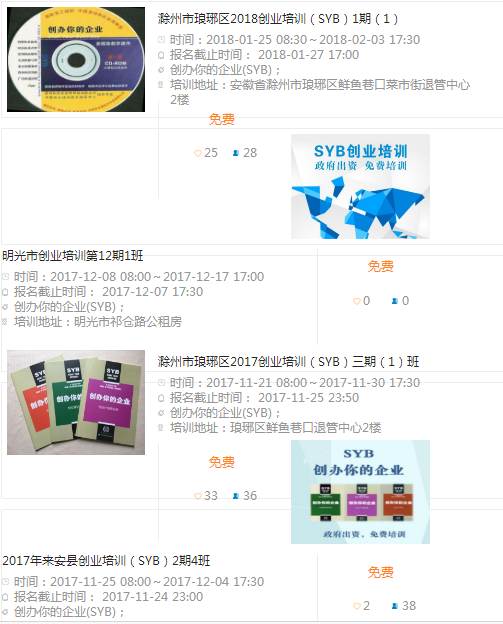 滁州市琅琊区2018创业培训（SYB）1期（1）
时间：2018-01-25 08:30～2018-02-03 17:30
报名截止时间： 2018-01-27 17:00
创办你的企业(SYB)；
培训地址：安徽省滁州市琅琊区鲜鱼巷口菜市街退管中心
2楼
创办你的企业
CD-ROM
免费
25 28
SYB创业培训
政府出资 免费培训
明光市创业培训第12期1班
时间：2017-12-08 08:00～2017-12-17 17:00
报名截止时间： 2017-12-07 17:30
创办你的企业(SYB)；
培训地址：明光市祁仓路公租房
免费
0 0
滁州市琅琊区2017创业培训（SYB）三期（1）班
时间：2017-11-21 08:00～2017-11-30 17:30
报名截止时间： 2017-11-25 23:50
创办你的企业(SYB)；
培训地址：琅琊区鲜鱼巷口退管中心2楼
SYB
SYB
SYB
创办你的企业
创办你的企业
创办你的企业
免费
33 36
SYB
创办你的企业
政府出资、免费培训
2017年来安县创业培训（SYB）2期4班
时间：2017-11-25 08:00～2017-12-04 17:30
报名截止时间： 2017-11-24 23:00
创办你的企业(SYB)；
免费
2 38